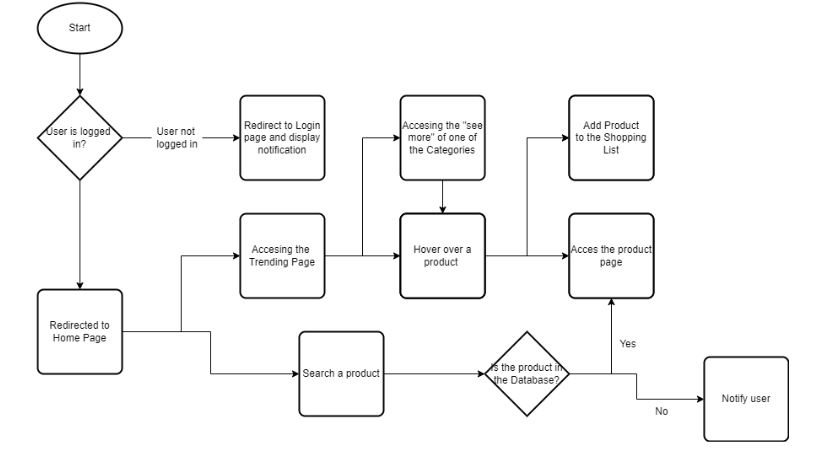 Start
User is logged
in?
User not
logged in
Redirect to Login
page and display
notification
Accesing the "see
more" of one of
the Categories
Add Product
to the Shopping
List
Accesing the
Trending Page
Hover over a
product
Acces the product
page
Redirected to
Home Page
Search a product
Is the product in
the Database?
Yes
No
Notify user